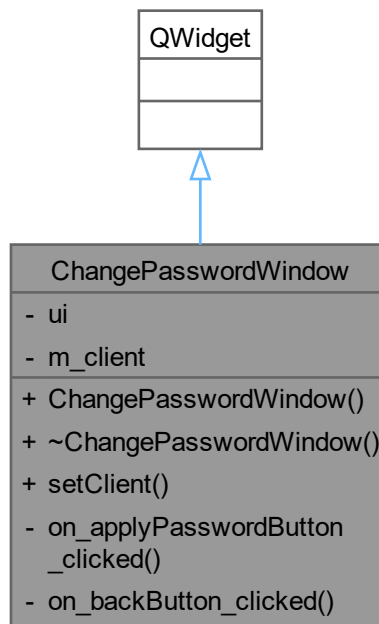 QWidget
ChangePasswordWindow
- ui
- m_client
+ ChangePasswordWindow()
+ ~ChangePasswordWindow()
+ setClient()
- on_applyPasswordButton
_clicked()
- on_backButton_clicked()